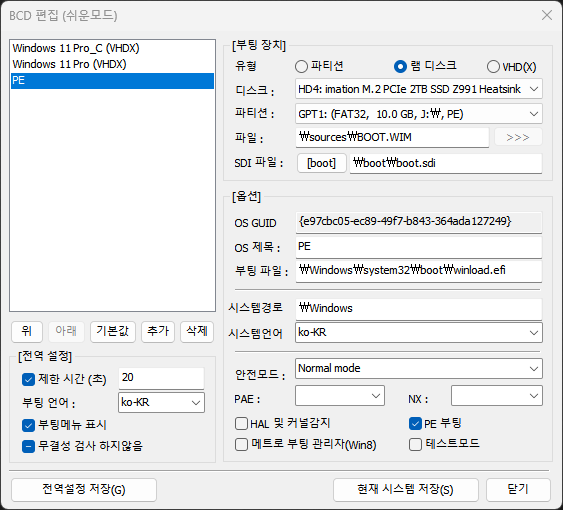 BCD 편집 (쉬운모드)
Windows 11 Pro_C (VHDX)
Windows 11 Pro (VHDX)
PE
위
아래
기본값
추가
삭제
[전역 설정]
제한 시간 (초)
20
부팅 언어 :
ko-KR
부팅메뉴 표시
무결성 검사 하지않음
[부팅 장치]
유형
파티션
램 디스크
VHD(X)
디스크 :
HD4: imation M.2 PCIe 2TB SSD Z991 Heatsink
파티션 :
GPT1: (FAT32, 10.0 GB, J:₩, PE)
파일 :
₩sources₩BOOT.WIM
>>>
SDI 파일 :
[boot]
₩boot₩boot.sdi
[옵션]
OS GUID
{e97cbc05-ec89-49f7-b843-364ada127249}
OS 제목 :
PE
부팅 파일 :
₩Windows₩system32₩boot₩winload.efi
시스템경로
₩Windows
시스템언어
ko-KR
안전모드 :
Normal mode
PAE :
NX :
HAL 및 커널감지
PE 부팅
메트로 부팅 관리자(Win8)
테스트모드
전역설정 저장(G)
현재 시스템 저장(S)
닫기